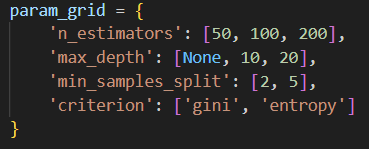 param_grid = {
    'n_estimators': [50, 100, 200],
    'max_depth': [None, 10, 20],
    'min_samples_split': [2, 5],
    'criterion': ['gini', 'entropy']
}